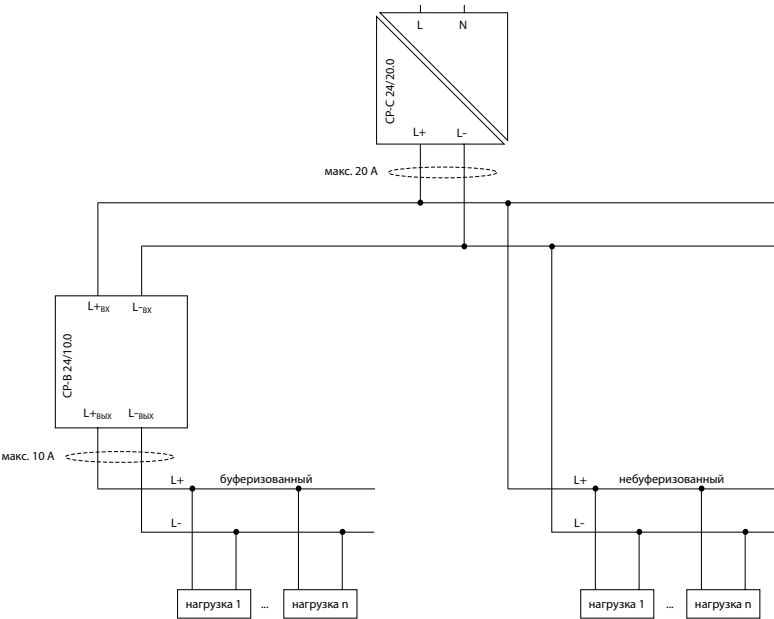 L N
CP-C 24/20.0
L+ L-
макс. 20 А
L+ВХ L-ВХ
CP-B 24/10.0
L+ВЫХ L-ВЫХ
макс. 10 А
L+ буферизованный
L+ небуферизованный
L-
L-
нагрузка 1 ... нагрузка n
нагрузка 1 ... нагрузка n